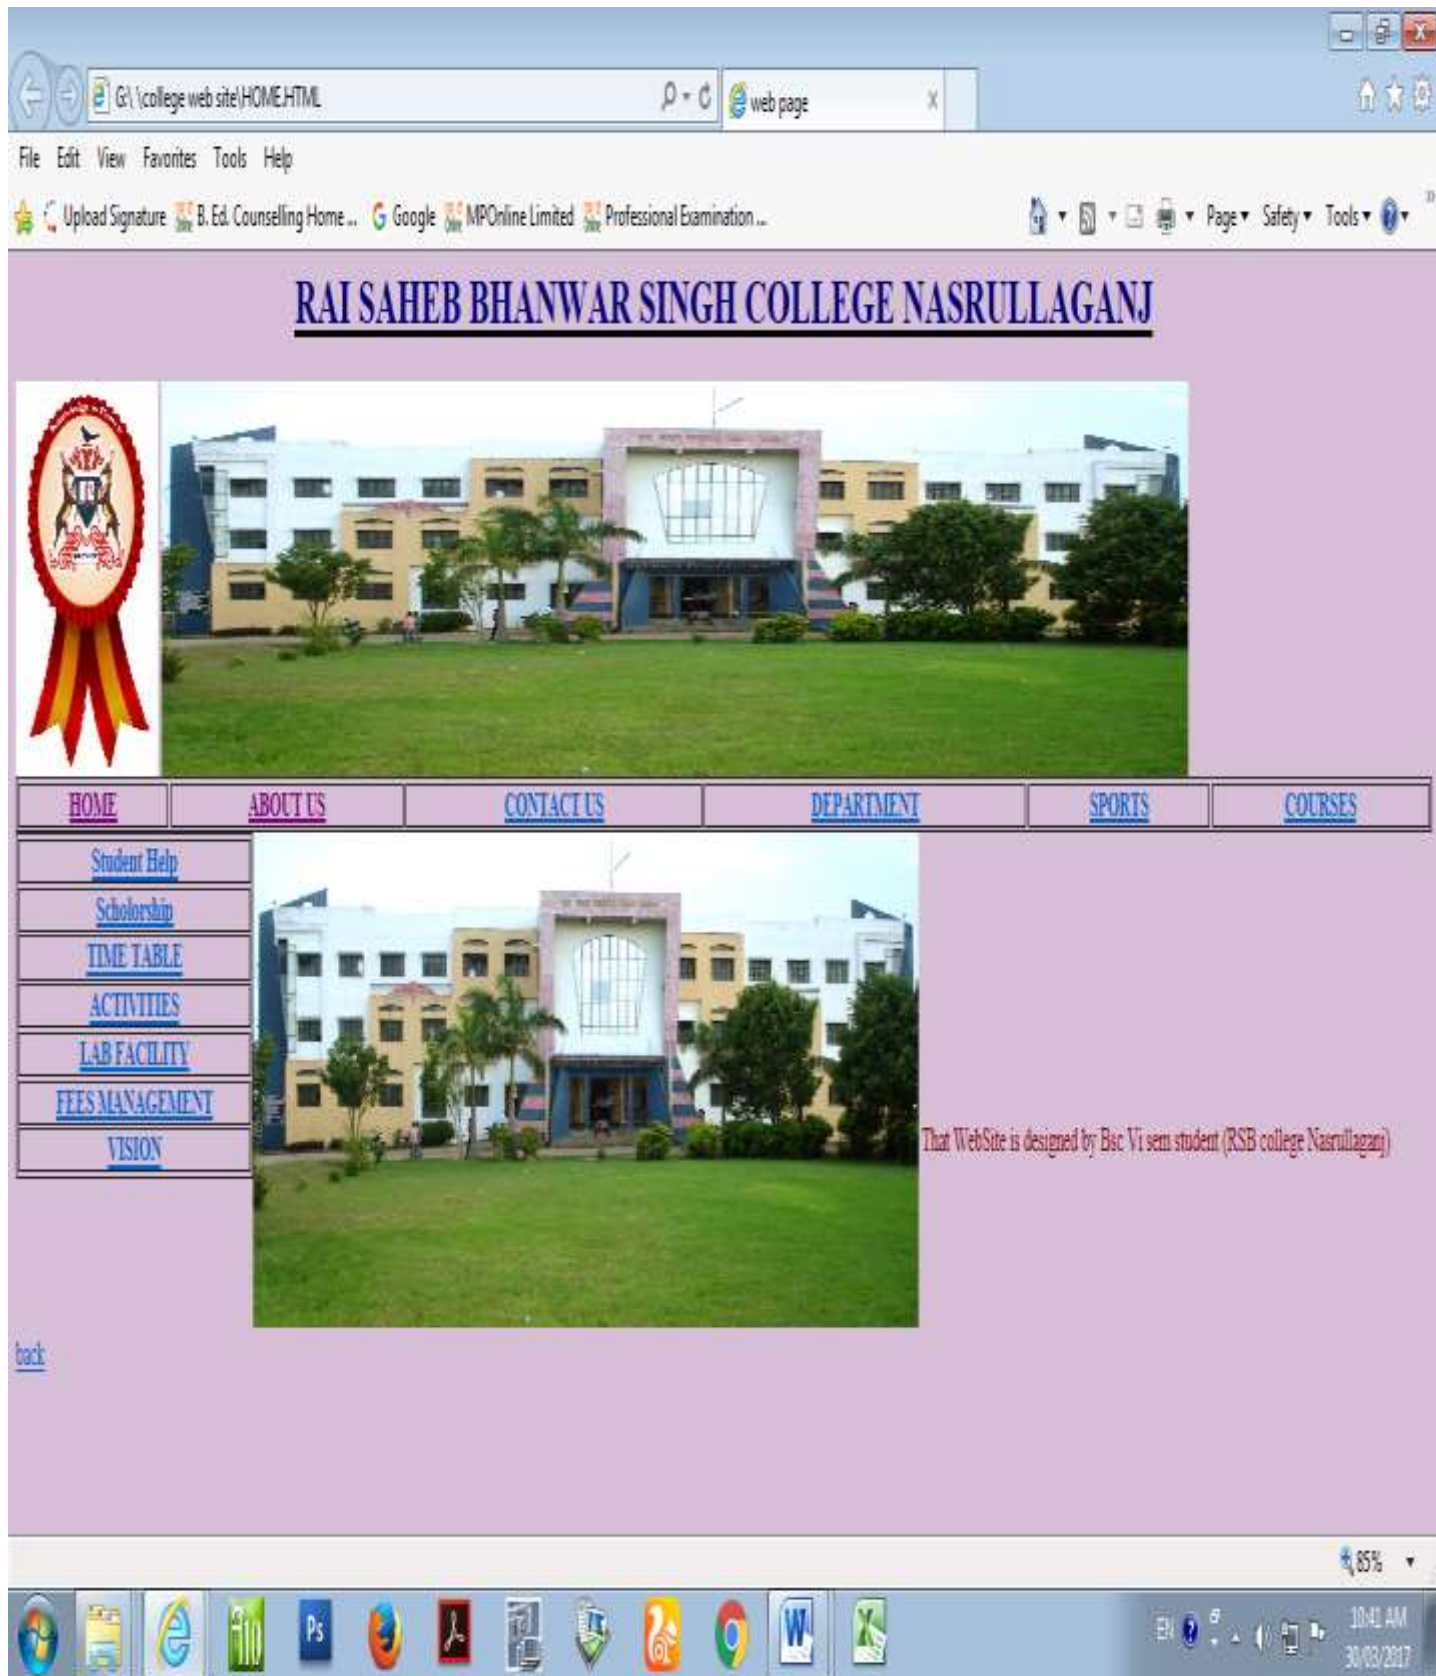 G:\ \college web site\HOME.HTML
web page
X
File Edit View Favorites Tools Help
Upload Signature B. Ed. Counselling Home ... Google MPOnline Limited Professional Examination ... Page Safety Tools
RAI SAHEB BHANWAR SINGH COLLEGE NASRULLAGANJ
HOME ABOUT US CONTACT US DEPARTMENT SPORTS COURSES
Student Help
Scholorship
TIME TABLE
ACTIVITIES
LAB FACILITY
FEES MANAGEMENT
VISION
That WebSite is designed by Bsc Vi sem student (RSB college Nasrullaganj)
back
85%
Ps
EN
10:41 AM
30/03/2017